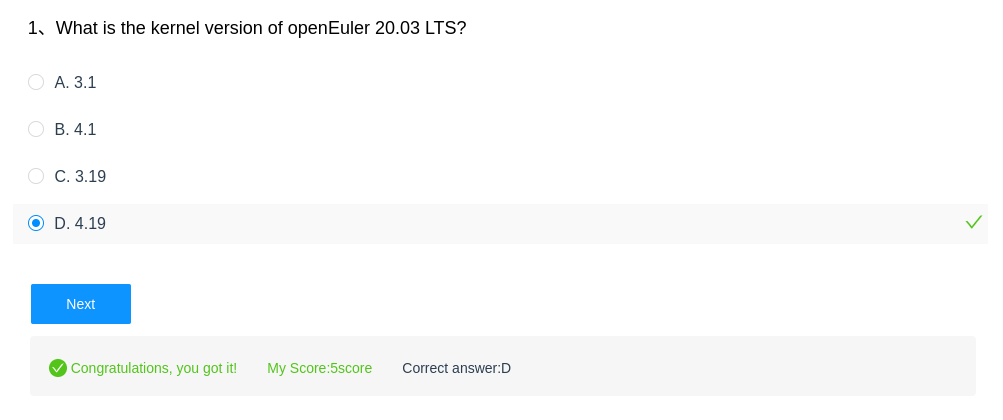 1、What is the kernel version of openEuler 20.03 LTS?
A. 3.1
B. 4.1
C. 3.19
D. 4.19
Next
Congratulations, you got it! My Score:5score Correct answer:D